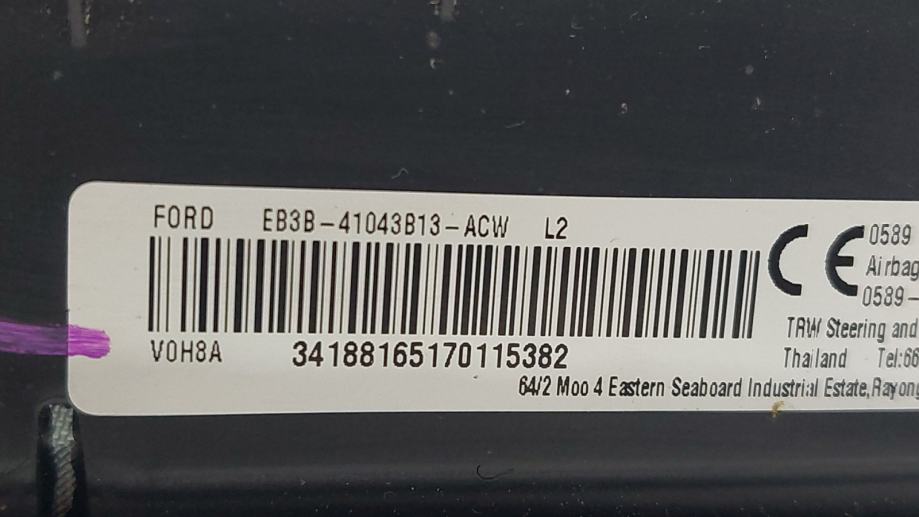 FORD EB3B-41043B13-ACW L2
CE 0589
Airbag
0589-
TRW Steering and
V0H8A 34188165170115382
Thailand Tel:66
64/2 Moo 4 Eastern Seaboard Industrial Estate,Rayong